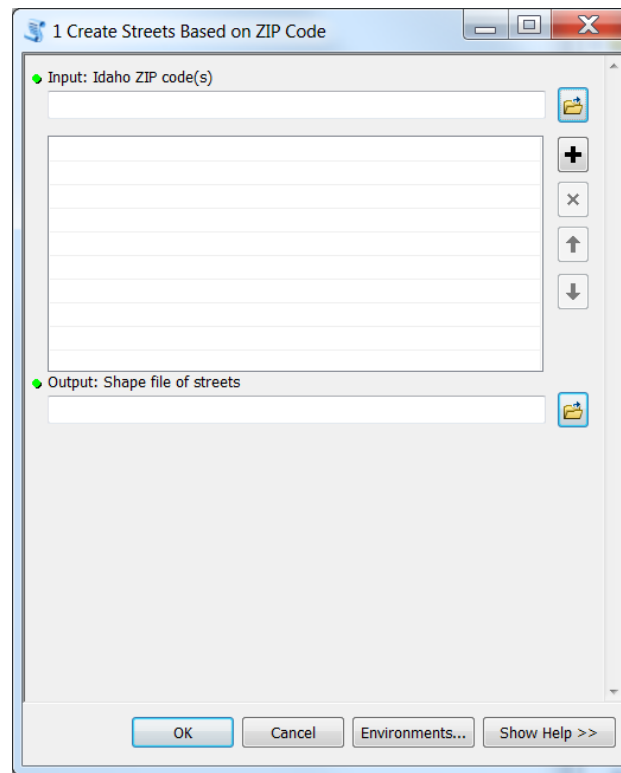 1 Create Streets Based on ZIP Code
Input: Idaho ZIP code(s)
Output: Shape file of streets
OK Cancel Environments... Show Help >>